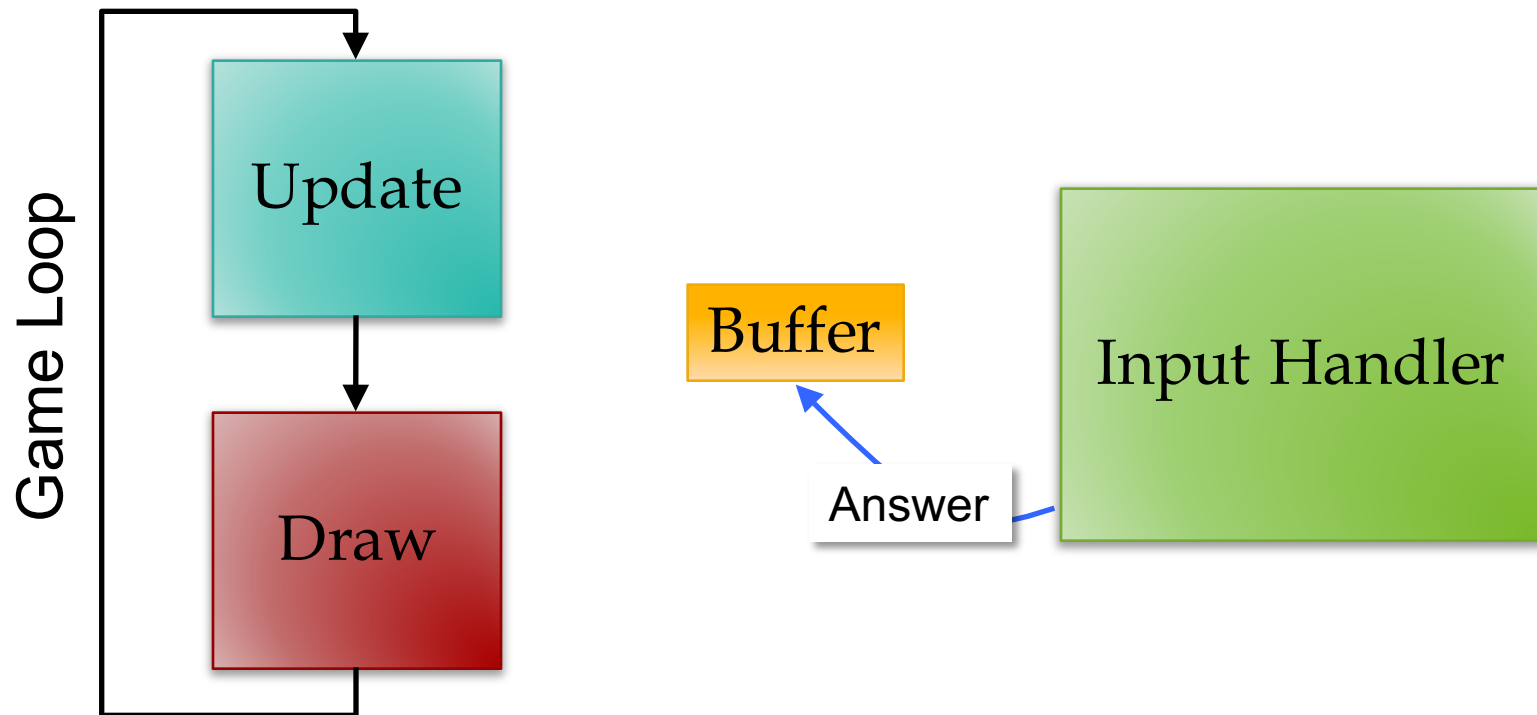 Game Loop
Update
Draw
Buffer
Answer
Input Handler